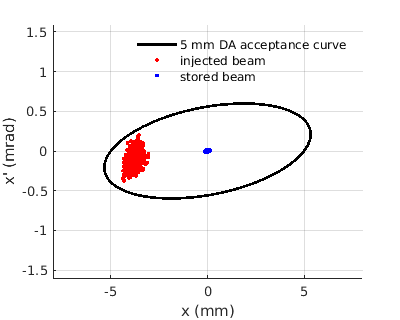 1.5
5 mm DA acceptance curve
injected beam
1
stored beam
0.5
x' (mrad)
0
-0.5
-1
-1.5
-5
0
5
x (mm)